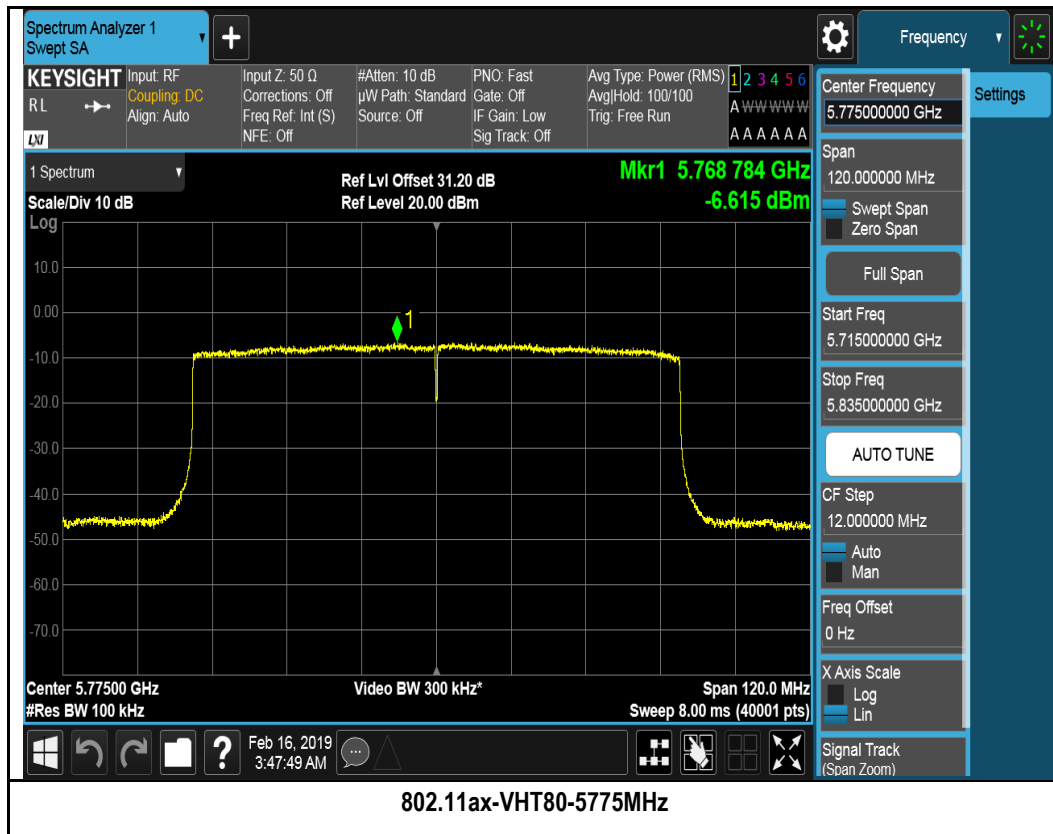 Spectrum Analyzer 1
Swept SA
+
Frequency
KEYSIGHT
RL
LXI
Input: RF
Coupling: DC
Align: Auto
Input Z: 50 Ω
Corrections: Off
Freq Ref: Int (S)
NFE: Off
#Atten: 10 dB
µW Path: Standard
Source: Off
PNO: Fast
Gate: Off
IF Gain: Low
Sig Track: Off
Avg Type: Power (RMS)
Avg|Hold: 100/100
Trig: Free Run
1 2 3 4 5 6
A W W W W W
A A A A A A
Center Frequency
5.775000000 GHz
Settings
Span
120.000000 MHz
Swept Span
Zero Span
Full Span
Start Freq
5.715000000 GHz
Stop Freq
5.835000000 GHz
AUTO TUNE
CF Step
12.000000 MHz
Auto
Man
Freq Offset
0 Hz
X Axis Scale
Log
Lin
Signal Track
(Span Zoom)
1 Spectrum
Scale/Div 10 dB
Ref Lvl Offset 31.20 dB
Ref Level 20.00 dBm
Mkr1 5.768 784 GHz
-6.615 dBm
Log
10.0
0.00
1
-10.0
-20.0
-30.0
-40.0
-50.0
-60.0
-70.0
Center 5.77500 GHz
#Res BW 100 kHz
Video BW 300 kHz*
Span 120.0 MHz
Sweep 8.00 ms (40001 pts)
?
Feb 16, 2019
3:47:49 AM
802.11ax-VHT80-5775MHz